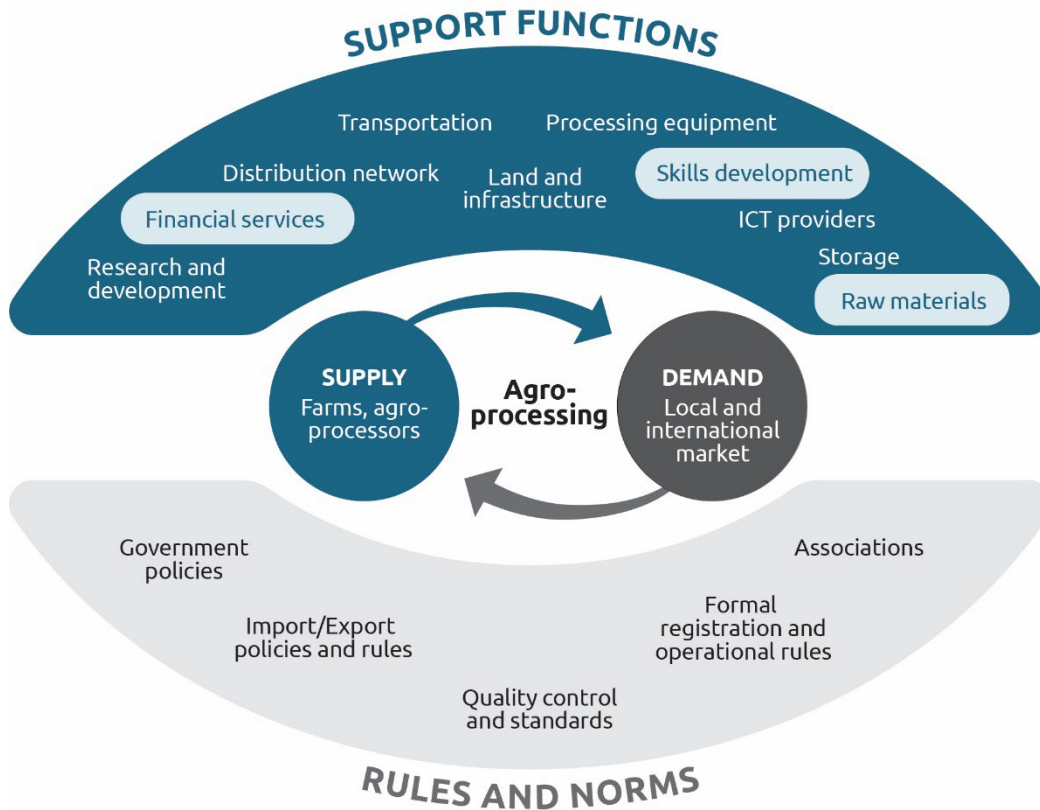 SUPPORT FUNCTIONS
Transportation
Processing equipment
Distribution network
Land and
infrastructure
Skills development
Financial services
ICT providers
Research and
development
Storage
Raw materials
SUPPLY
Farms, agro-
processors
Agro-
processing
DEMAND
Local and
international
market
Government
policies
Associations
Import/Export
policies and rules
Formal
registration and
operational rules
Quality control
and standards
RULES AND NORMS